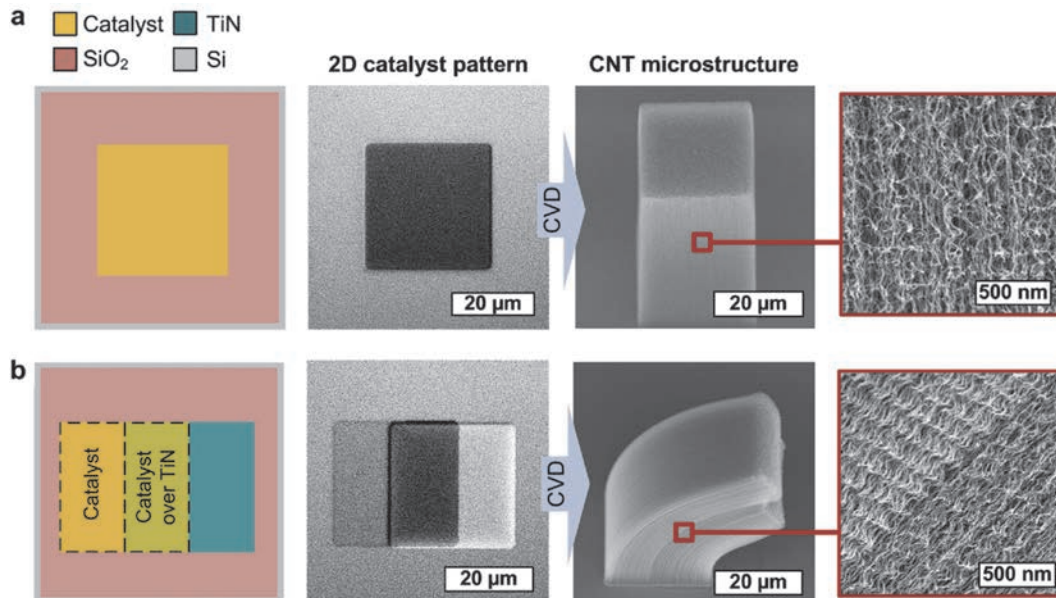 a
Catalyst
TiN
SiO₂
Si
2D catalyst pattern
CNT microstructure
CVD
20 µm
20 µm
500 nm
b
Catalyst
Catalyst
over TiN
CVD
20 µm
20 µm
500 nm